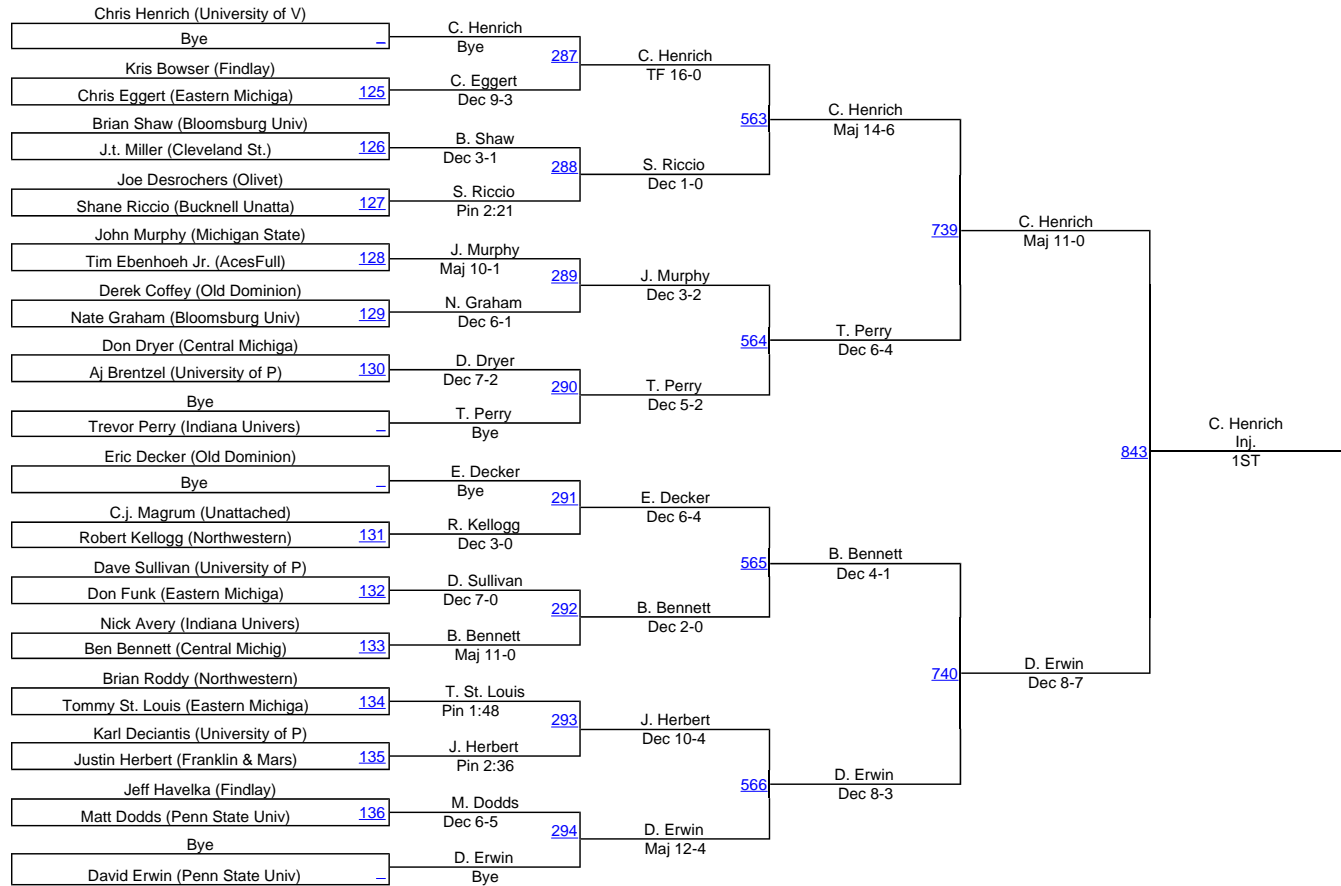 Chris Henrich (University of V)
Bye
_
Kris Bowser (Findlay)
Chris Eggert (Eastern Michiga)
125
Brian Shaw (Bloomsburg Univ)
J.t. Miller (Cleveland St.)
126
Joe Desrochers (Olivet)
Shane Riccio (Bucknell Unatta)
127
John Murphy (Michigan State)
Tim Ebenhoeh Jr. (AcesFull)
128
Derek Coffey (Old Dominion)
Nate Graham (Bloomsburg Univ)
129
Don Dryer (Central Michiga)
Aj Brentzel (University of P)
130
Bye
Trevor Perry (Indiana Univers)
_
Eric Decker (Old Dominion)
Bye
_
C.j. Magrum (Unattached)
Robert Kellogg (Northwestern)
131
Dave Sullivan (University of P)
Don Funk (Eastern Michiga)
132
Nick Avery (Indiana Univers)
Ben Bennett (Central Michig)
133
Brian Roddy (Northwestern)
Tommy St. Louis (Eastern Michiga)
134
Karl Deciantis (University of P)
Justin Herbert (Franklin & Mars)
135
Jeff Havelka (Findlay)
Matt Dodds (Penn State Univ)
136
Bye
David Erwin (Penn State Univ)
_
C. Henrich
Bye
287
C. Eggert
Dec 9-3
B. Shaw
Dec 3-1
288
S. Riccio
Pin 2:21
J. Murphy
Maj 10-1
289
N. Graham
Dec 6-1
D. Dryer
Dec 7-2
290
T. Perry
Bye
E. Decker
Bye
291
R. Kellogg
Dec 3-0
D. Sullivan
Dec 7-0
292
B. Bennett
Maj 11-0
T. St. Louis
Pin 1:48
293
J. Herbert
Pin 2:36
M. Dodds
Dec 6-5
294
D. Erwin
Bye
C. Henrich
TF 16-0
563
S. Riccio
Dec 1-0
J. Murphy
Dec 3-2
564
T. Perry
Dec 5-2
E. Decker
Dec 6-4
565
B. Bennett
Dec 2-0
J. Herbert
Dec 10-4
566
D. Erwin
Maj 12-4
C. Henrich
Maj 14-6
739
T. Perry
Dec 6-4
B. Bennett
Dec 4-1
740
D. Erwin
Dec 8-3
C. Henrich
Maj 11-0
843
D. Erwin
Dec 8-7
C. Henrich
Inj.
1ST